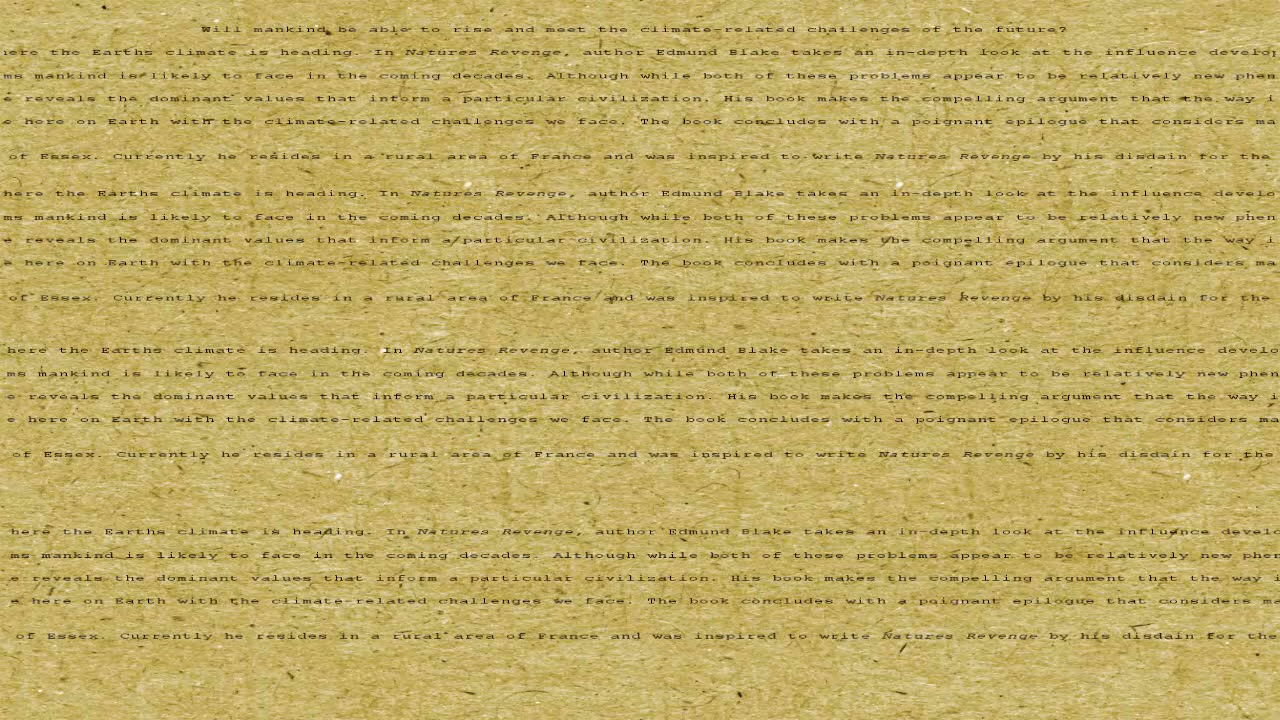 Will mankind be able to rise and meet the climate-related challenges of the future?
here the Earths climate is heading. In Natures Revenge, author Edmund Blake takes an in-depth look at the influence develop
ms mankind is likely to face in the coming decades. Although while both of these problems appear to be relatively new phen
e reveals the dominant values that inform a particular civilization. His book makes the compelling argument that the way i
e here on Earth with the climate-related challenges we face. The book concludes with a poignant epilogue that considers ma
of Essex. Currently he resides in a rural area of France and was inspired to write Natures Revenge by his disdain for the
here the Earths climate is heading. In Natures Revenge, author Edmund Blake takes an in-depth look at the influence develo
ms mankind is likely to face in the coming decades. Although while both of these problems appear to be relatively new phen
e reveals the dominant values that inform a particular civilization. His book makes the compelling argument that the way i
e here on Earth with the climate-related challenges we face. The book concludes with a poignant epilogue that considers ma
of Essex. Currently he resides in a rural area of France and was inspired to write Natures Revenge by his disdain for the
here the Earths climate is heading. In Natures Revenge, author Edmund Blake takes an in-depth look at the influence develo
ms mankind is likely to face in the coming decades. Although while both of these problems appear to be relatively new phen
e reveals the dominant values that inform a particular civilization. His book makes the compelling argument that the way i
e here on Earth with the climate-related challenges we face. The book concludes with a poignant epilogue that considers ma
of Essex. Currently he resides in a rural area of France and was inspired to write Natures Revenge by his disdain for the
here the Earths climate is heading. In Natures Revenge, author Edmund Blake takes an in-depth look at the influence develo
ms mankind is likely to face in the coming decades. Although while both of these problems appear to be relatively new phen
e reveals the dominant values that inform a particular civilization. His book makes the compelling argument that the way i
e here on Earth with the climate-related challenges we face. The book concludes with a poignant epilogue that considers ma
of Essex. Currently he resides in a rural area of France and was inspired to write Natures Revenge by his disdain for the